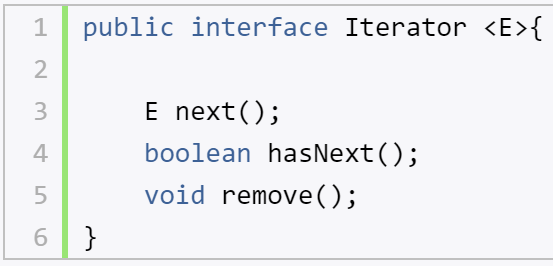 1 public interface Iterator <E>{
2
3 E next();
4 boolean hasNext();
5 void remove();
6 }